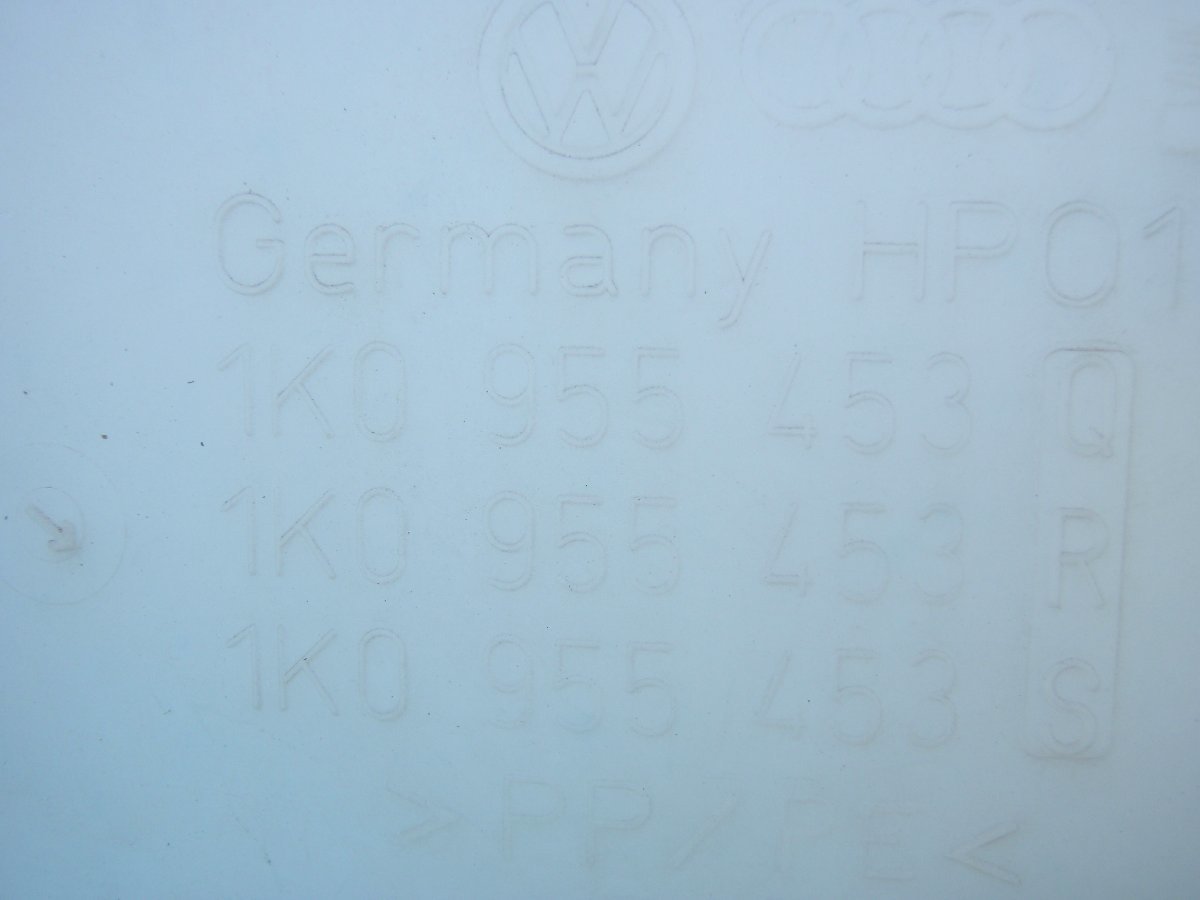 Germany HP01
1K0 955 453 Q
1K0 955 453 R
1K0 955 453 S
>PP/PE<